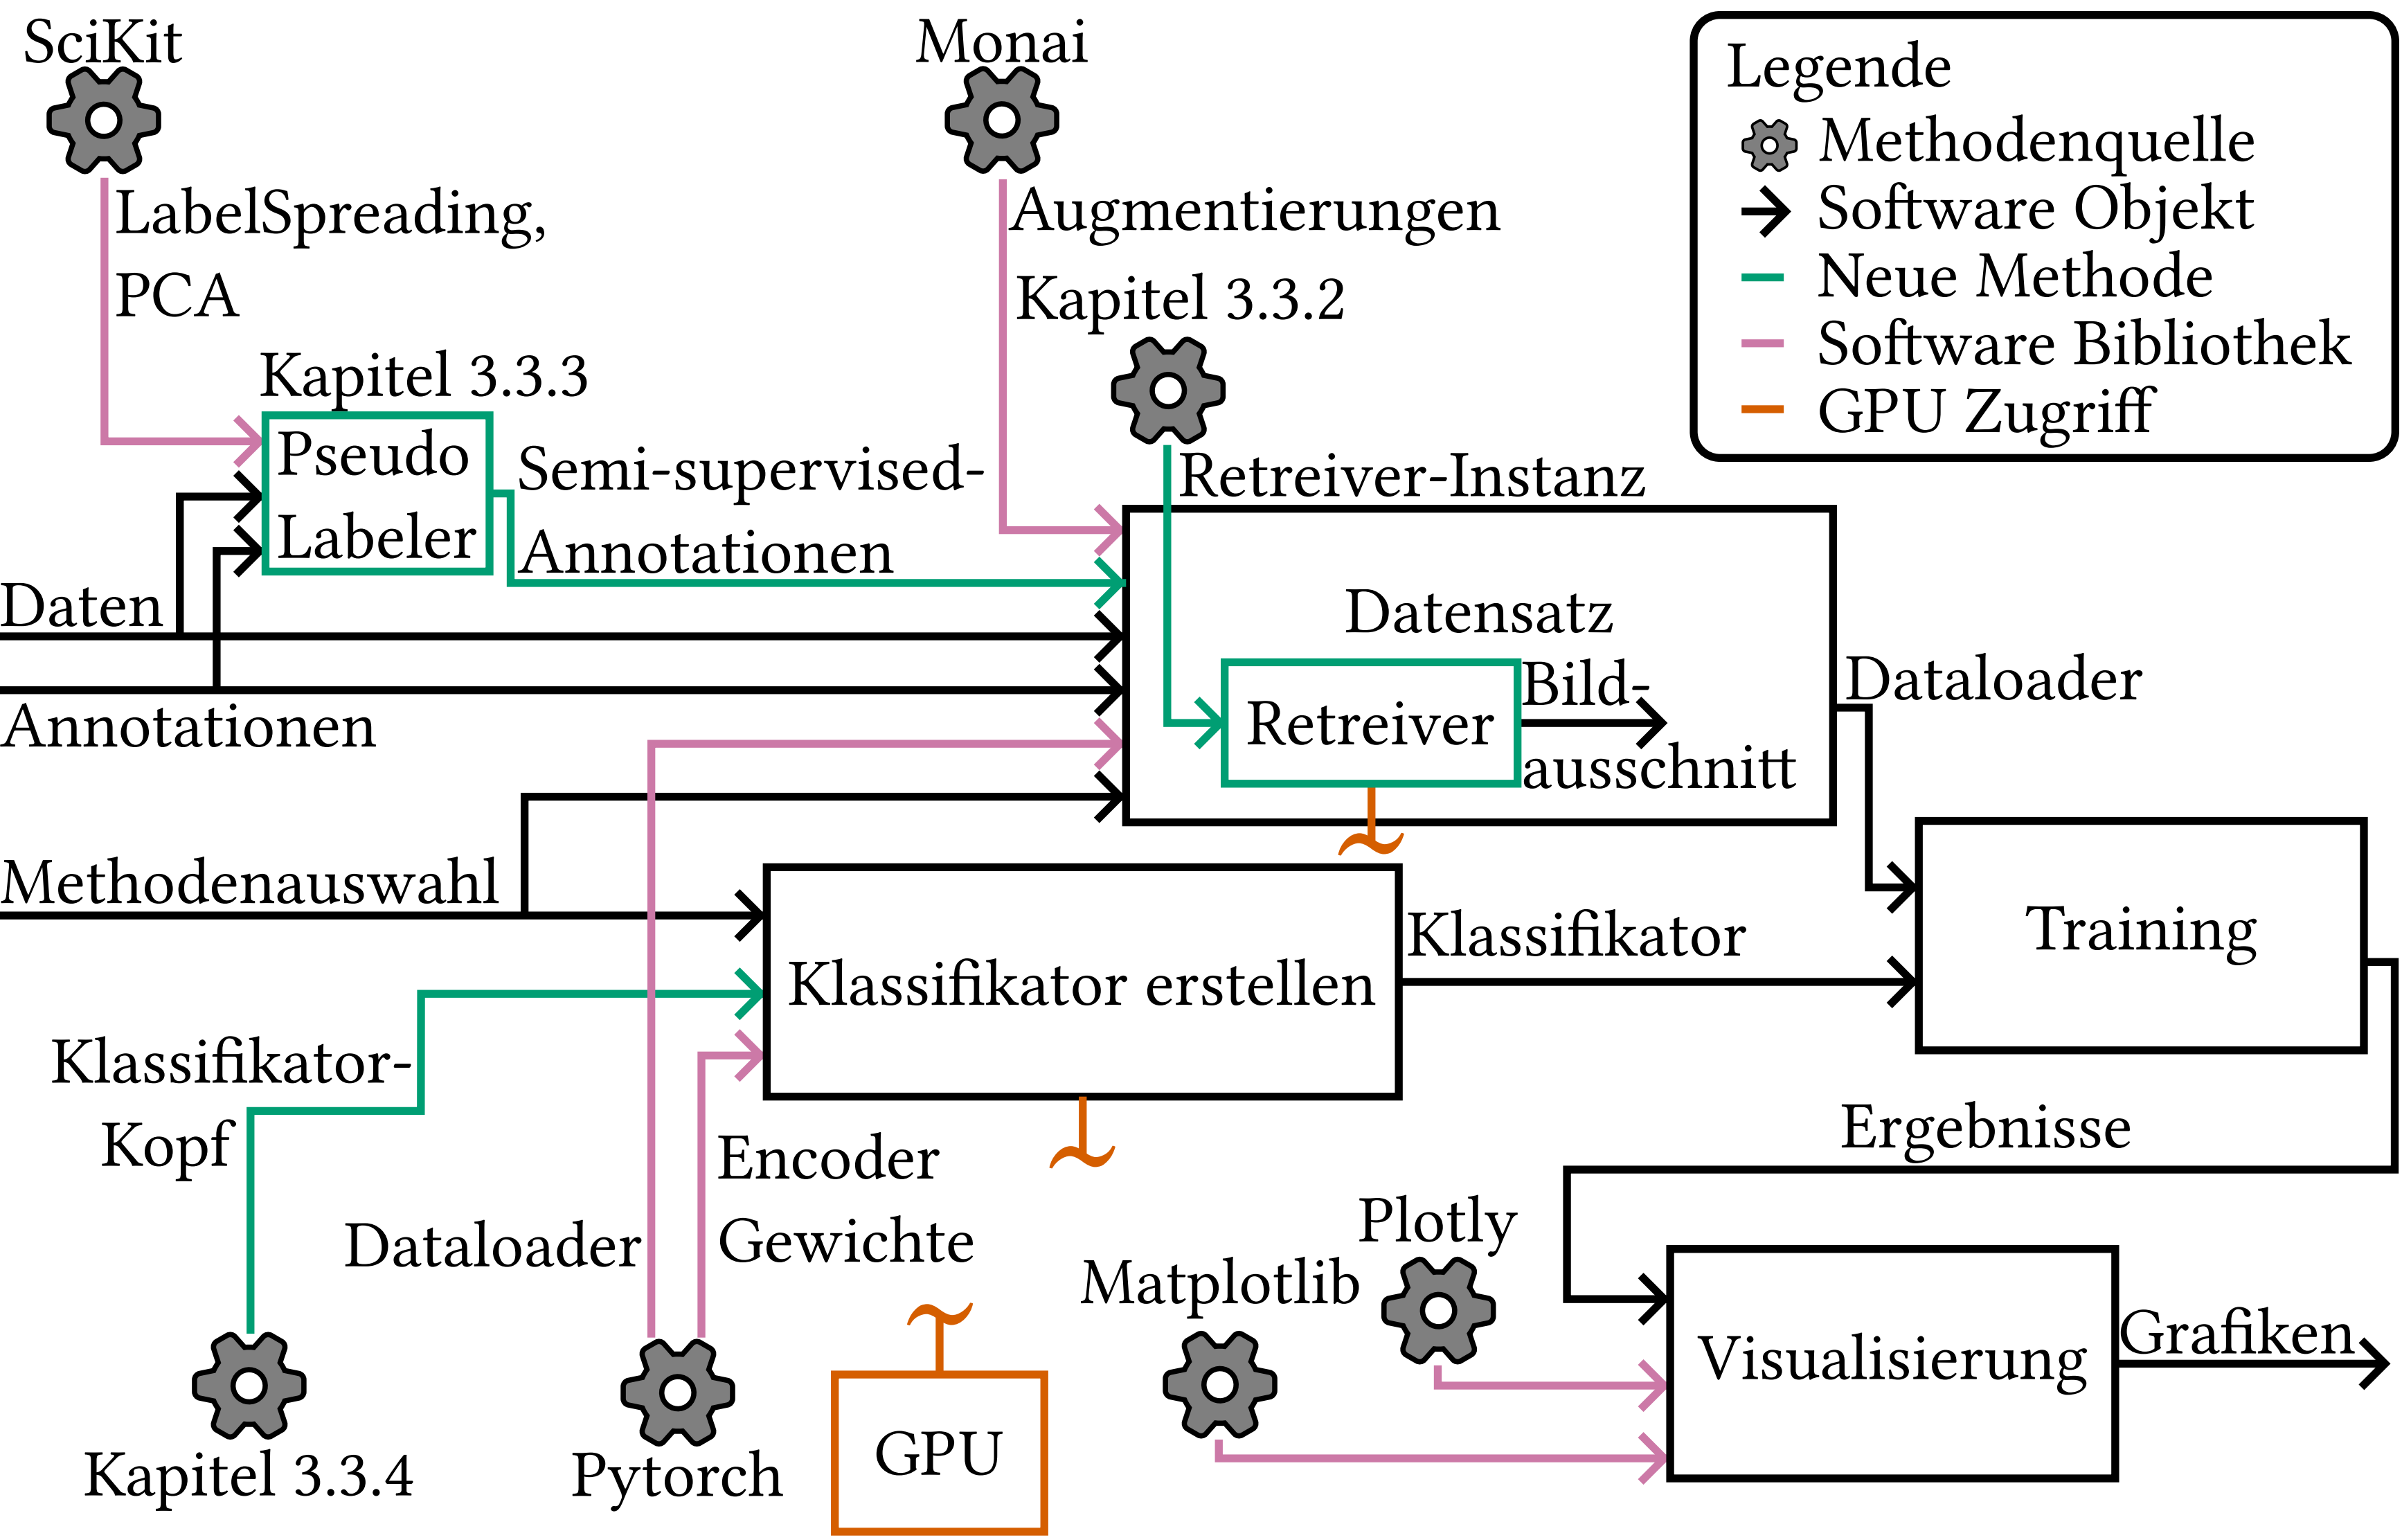 SciKit
Monai
Legende
Methodenquelle
Software Objekt
Neue Methode
Software Bibliothek
GPU Zugriff
LabelSpreading,
PCA
Augmentierungen
Kapitel 3.3.2
Kapitel 3.3.3
Pseudo
Labeler
Semi-supervised-
Annotationen
Retreiver-Instanz
Daten
Annotationen
Datensatz
Retreiver
Bild-
ausschnitt
Dataloader
Methodenauswahl
Klassifikator erstellen
Klassifikator
Training
Klassifikator-
Kopf
Encoder
Gewichte
Dataloader
Ergebnisse
Plotly
Matplotlib
Visualisierung
Grafiken
Kapitel 3.3.4
Pytorch
GPU